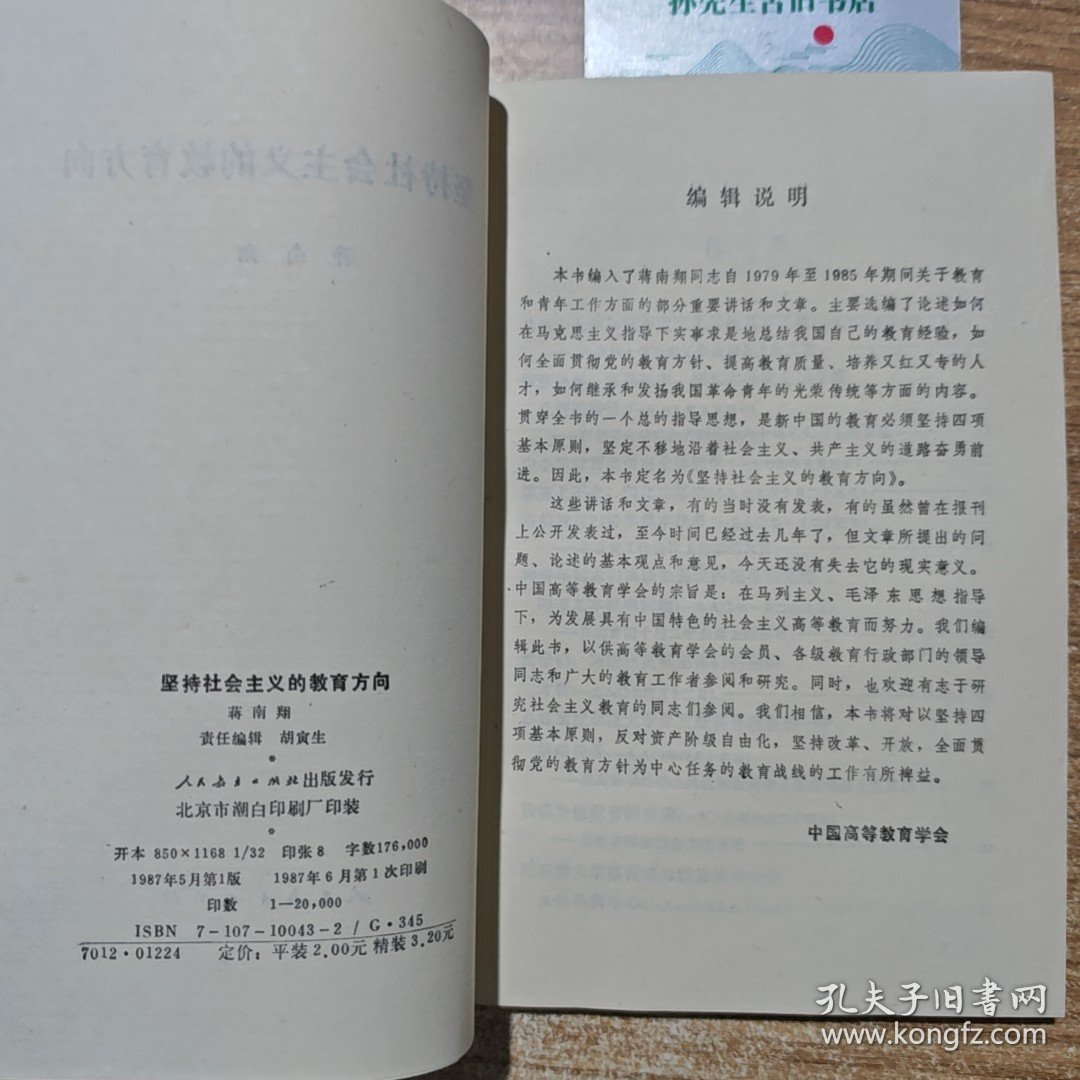 孙先生古旧书店
坚持社会主义的教育方向
蒋南翔
坚持社会主义的教育方向
蒋南翔
责任编辑 胡寅生
*
人民教育出版社出版发行
北京市潮白印刷厂印装
*
开本 850×1168 1/32 印张 8 字数176,000
1987年5月第1版 1987年6月第1次印刷
印数 1—20,000
ISBN 7-107-10043-2/G·345
7012·01224 定价：平装2.00元 精装3.20元
编辑说明
本书编入了蒋南翔同志自1979年至1985年期间关于教育
和青年工作方面的部分重要讲话和文章。主要选编了论述如何
在马克思主义指导下实事求是地总结我国自己的教育经验，如
何全面贯彻党的教育方针、提高教育质量、培养又红又专的人
才，如何继承和发扬我国革命青年的光荣传统等方面的内容。
贯穿全书的一个总的指导思想，是新中国的教育必须坚持四项
基本原则，坚定不移地沿着社会主义、共产主义的道路奋勇前
进。因此，本书定名为《坚持社会主义的教育方向》。
这些讲话和文章，有的当时没有发表，有的虽然曾在报刊
上公开发表过，至今时间已经过去几年了，但文章所提出的问
题、论述的基本观点和意见，今天还没有失去它的现实意义。
中国高等教育学会的宗旨是：在马列主义、毛泽东思想指导
下，为发展具有中国特色的社会主义高等教育而努力。我们编
辑此书，以供高等教育学会的会员、各级教育行政部门的领导
同志和广大的教育工作者参阅和研究。同时，也欢迎有志于研
究社会主义教育的同志们参阅。我们相信，本书将对以坚持四
项基本原则，反对资产阶级自由化，坚持改革、开放，全面贯
彻党的教育方针为中心任务的教育战线的工作有所裨益。
中国高等教育学会
孔夫子旧書网
www.kongfz.com